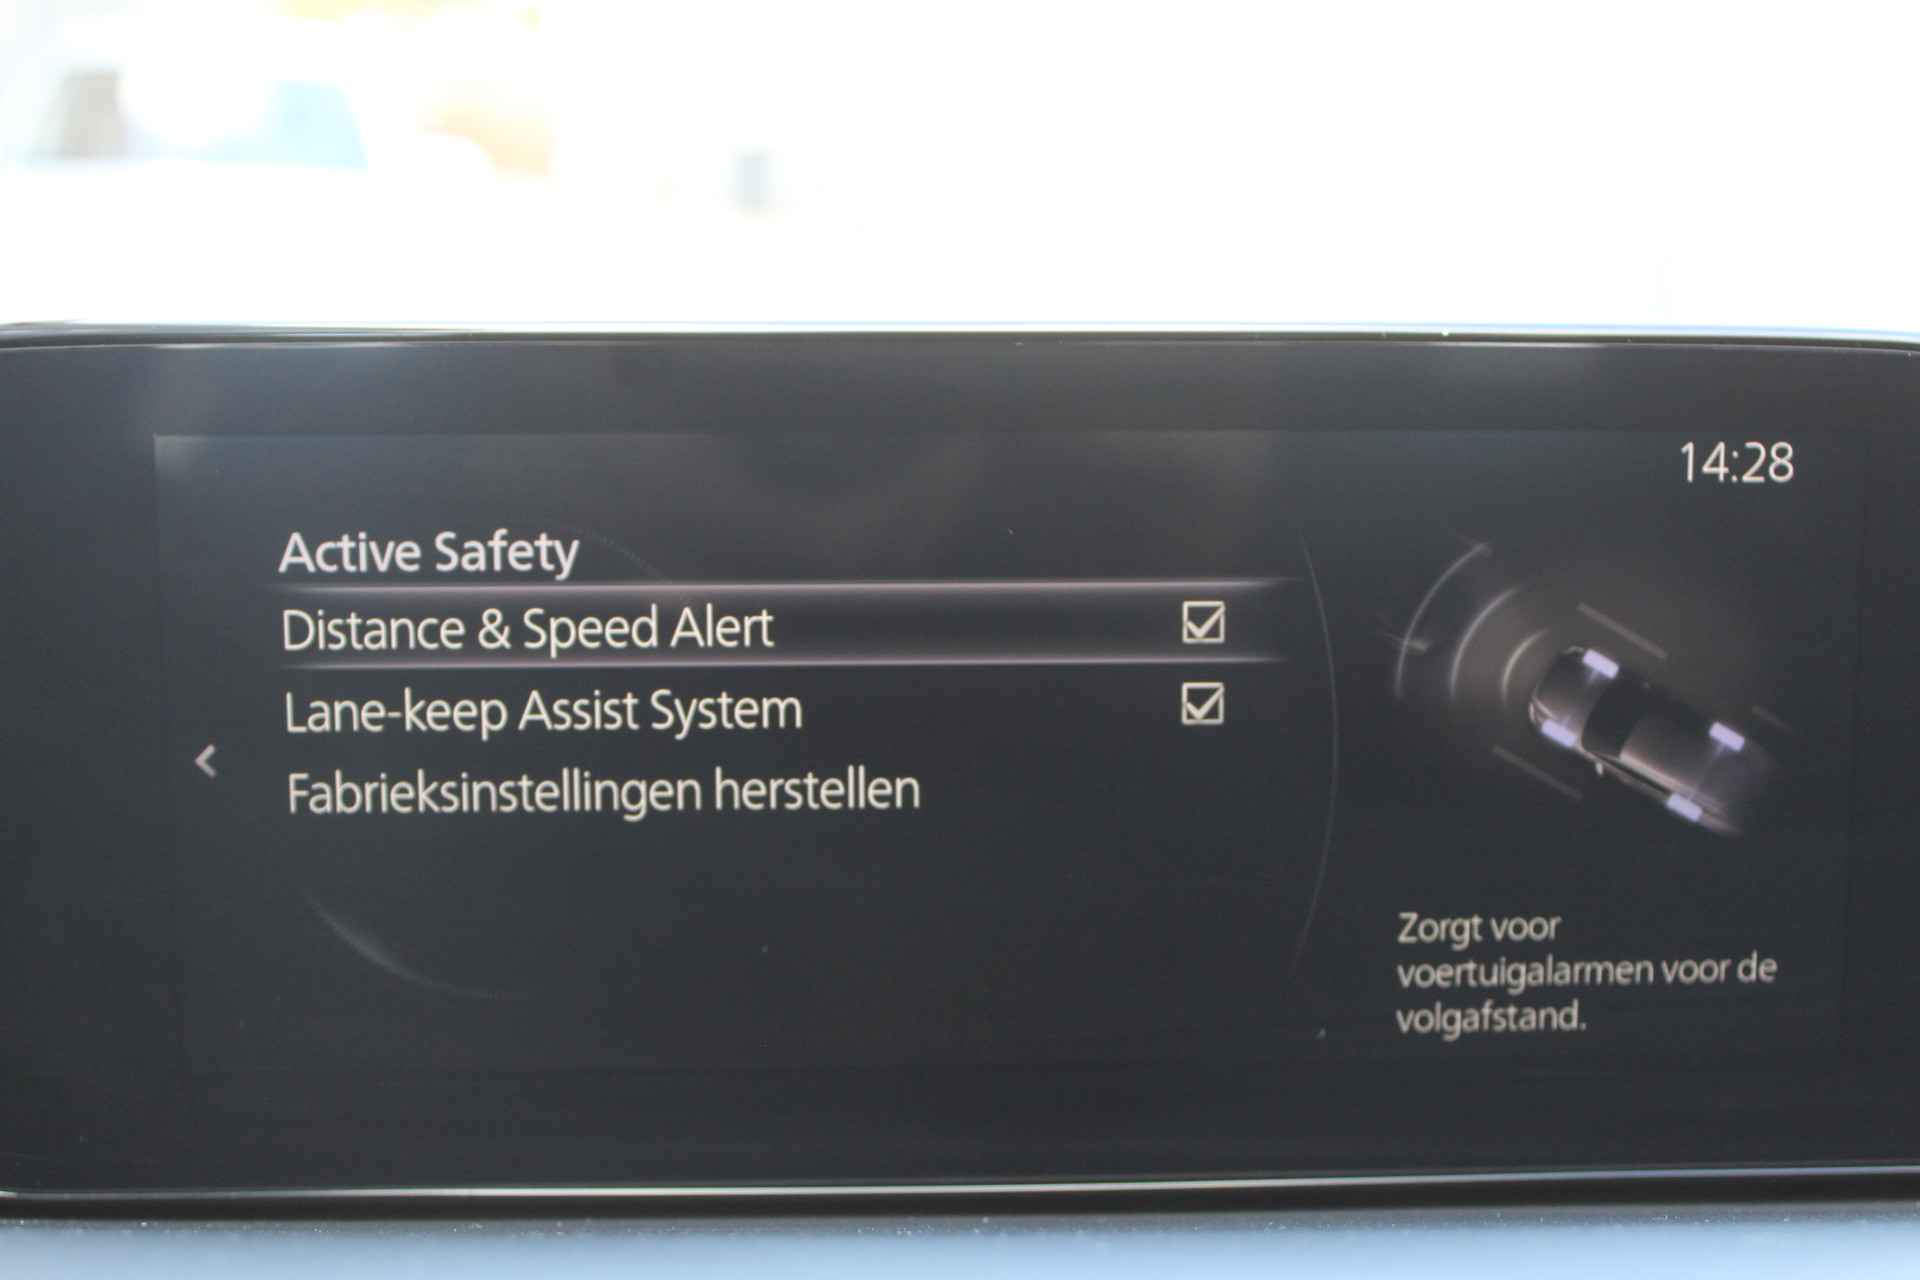 14:28
Active Safety
Distance & Speed Alert
Lane-keep Assist System
Fabrieksinstellingen herstellen
Zorgt voor
voertuigalarmen voor de
volgafstand.